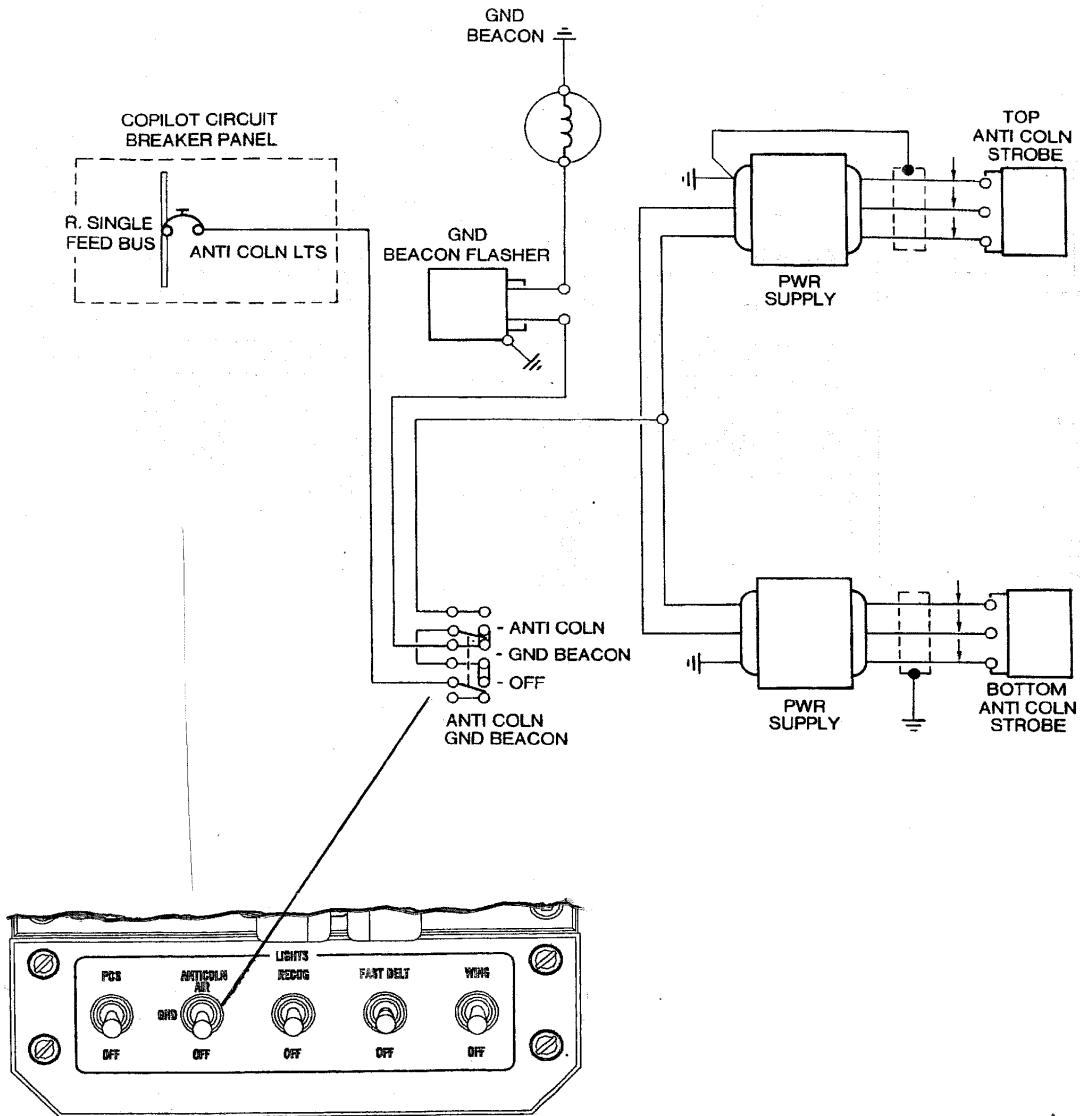 GND
BEACON
COPILOT CIRCUIT
BREAKER PANEL
R. SINGLE
FEED BUS
ANTI COLN LTS
GND
BEACON FLASHER
TOP
ANTI COLN
STROBE
PWR
SUPPLY
- ANTI COLN
- GND BEACON
- OFF
ANTI COLN
GND BEACON
PWR
SUPPLY
BOTTOM
ANTI COLN
STROBE
LIGHTS
POS
ANTICOLN
AIR
RECOG
FAST BELT
WING
GND
OFF
OFF
OFF
OFF
OFF